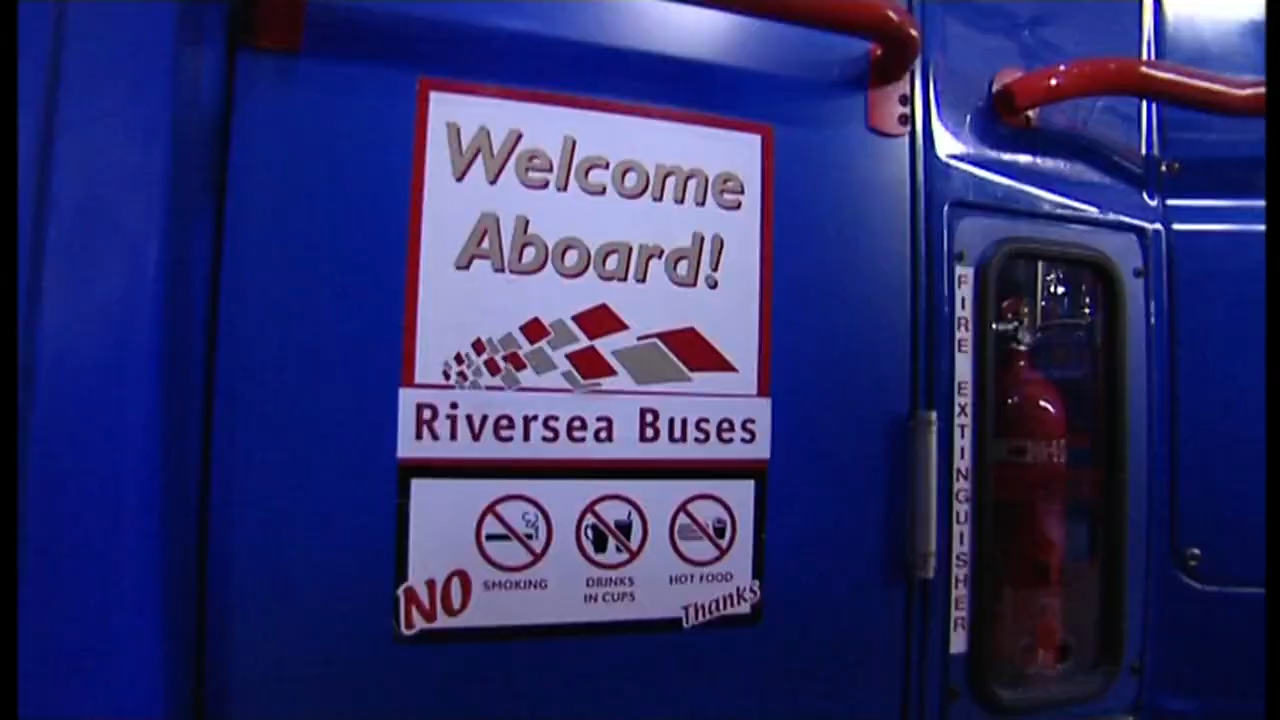 Welcome
Aboard!
Riversea Buses
NO
SMOKING
DRINKS
IN CUPS
HOT FOOD
Thanks
FIRE EXTINGUISHER